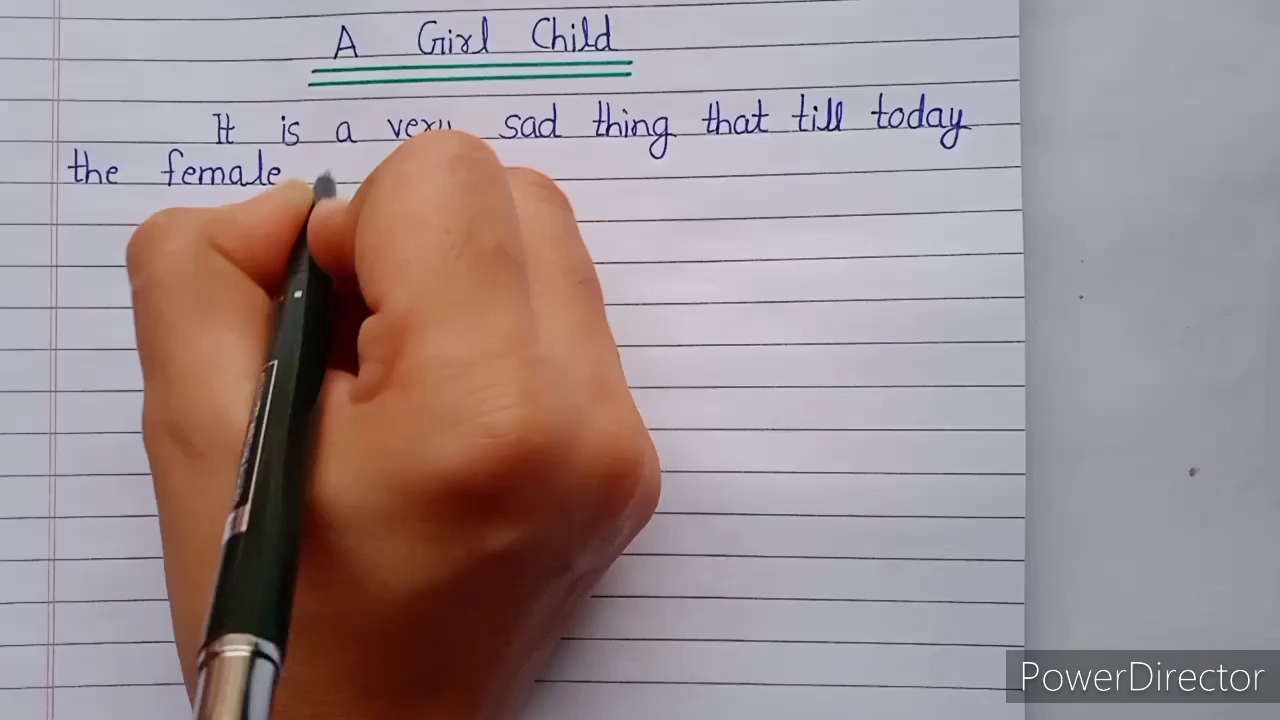 A Girl Child
It is a very sad thing that till today
the female
PowerDirector